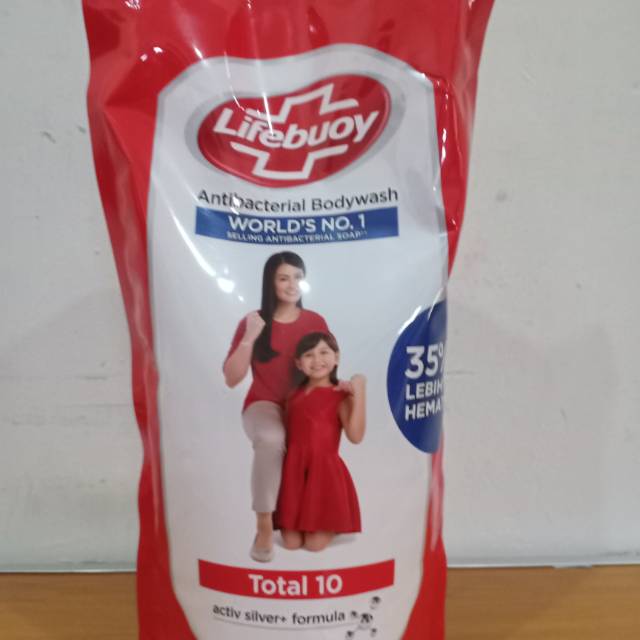 Lifebuoy
Antibacterial Bodywash
WORLD'S NO. 1
SELLING ANTIBACTERIAL SOAP
35%
LEBIH
HEMA
Total 10
activ silver+ formula